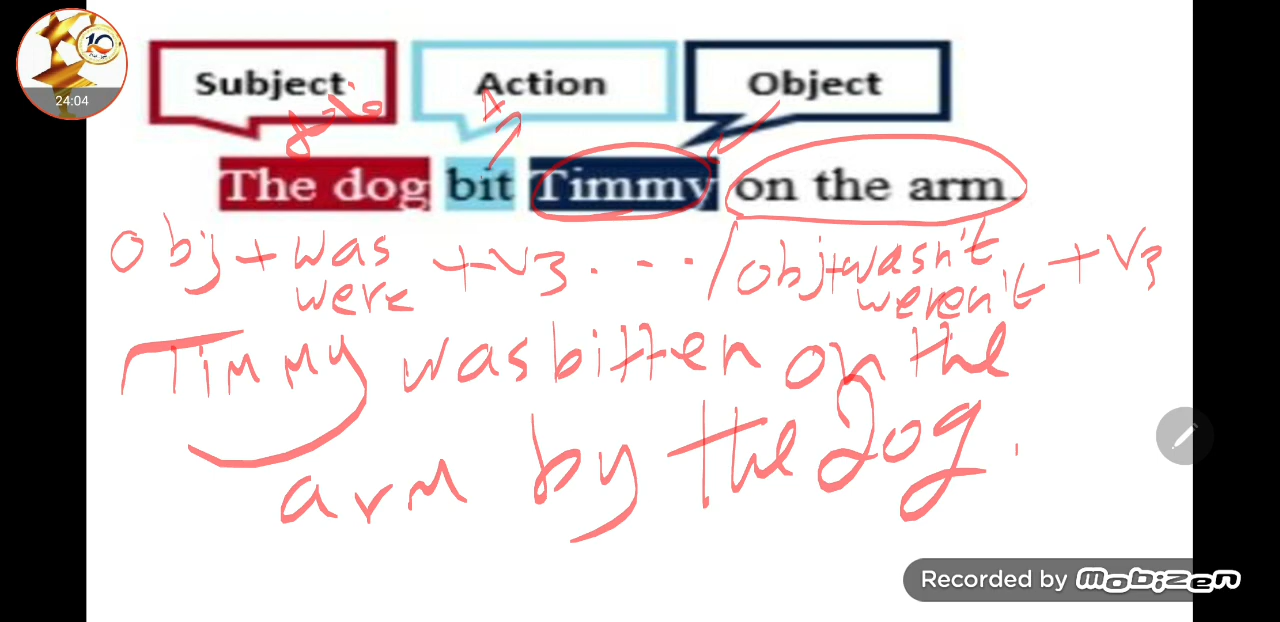 Subject Action Object
The dog bit Timmy on the arm.
Obj + was were + V3 . . . . / obj + wasn't weren't + V3
Timmy was bitten on the
arm by the dog.
24:04
10
Recorded by mobizen